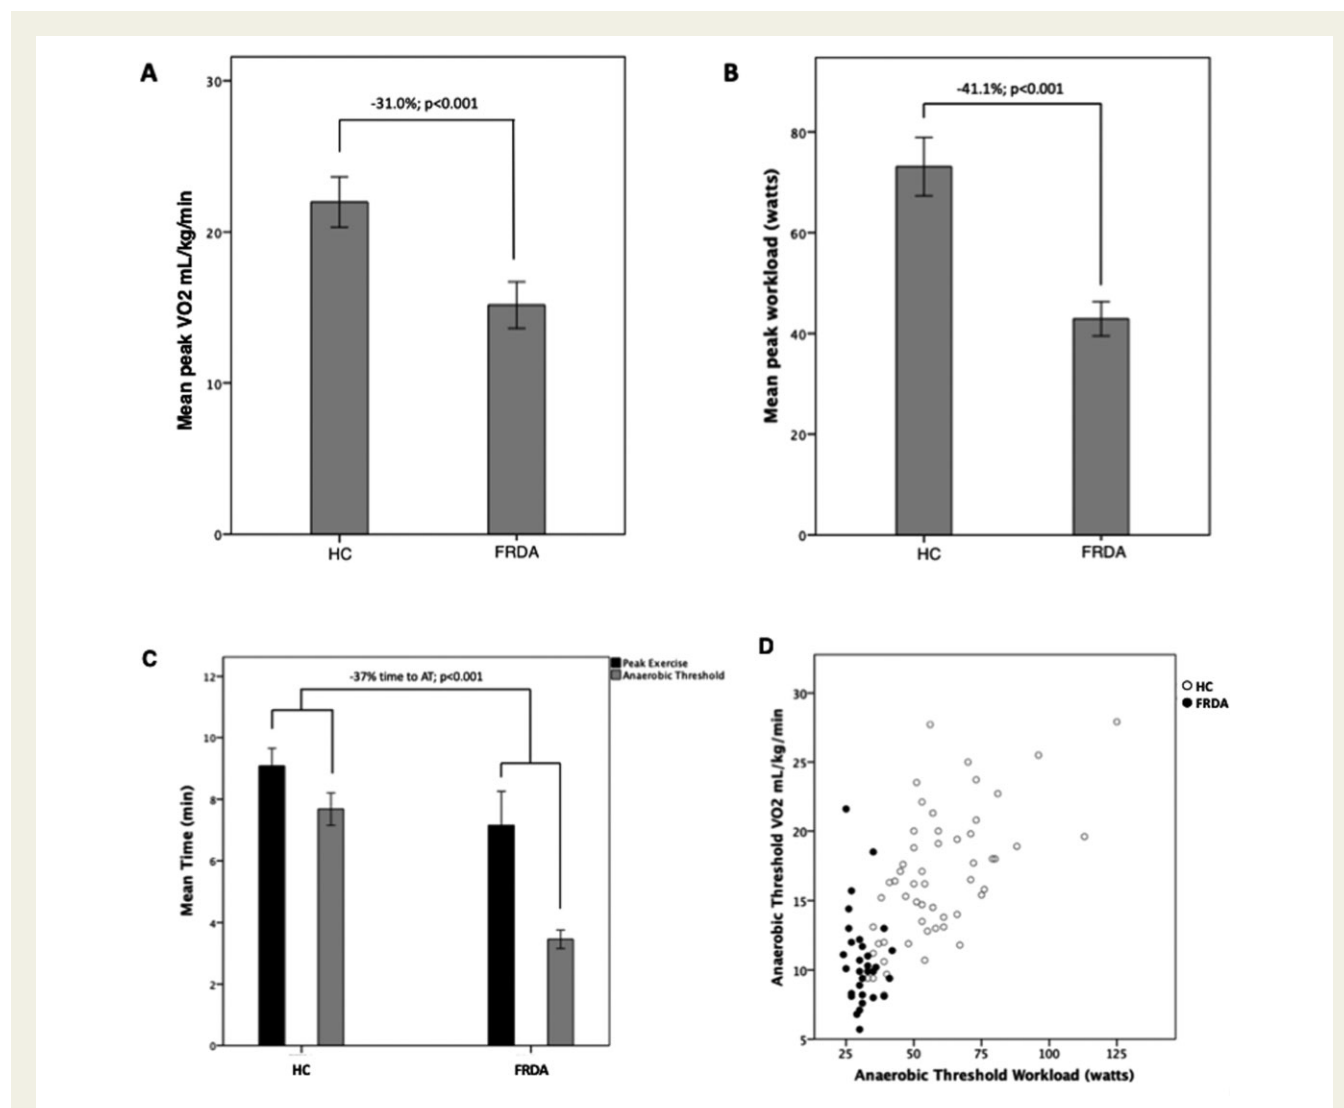 A
-31.0%; p<0.001
Mean peak VO2 mL/kg/min
30
20
10
0
HC
FRDA
B
-41.1%; p<0.001
Mean peak workload (watts)
80
60
40
20
0
HC
FRDA
C
Peak Exercise
Anaerobic Threshold
-37% time to AT; p<0.001
Mean Time (min)
12
10
8
6
4
2
0
HC
FRDA
D
HC
FRDA
Anaerobic Threshold VO2 mL/kg/min
30
25
20
15
10
5
25
50
75
100
125
Anaerobic Threshold Workload (watts)